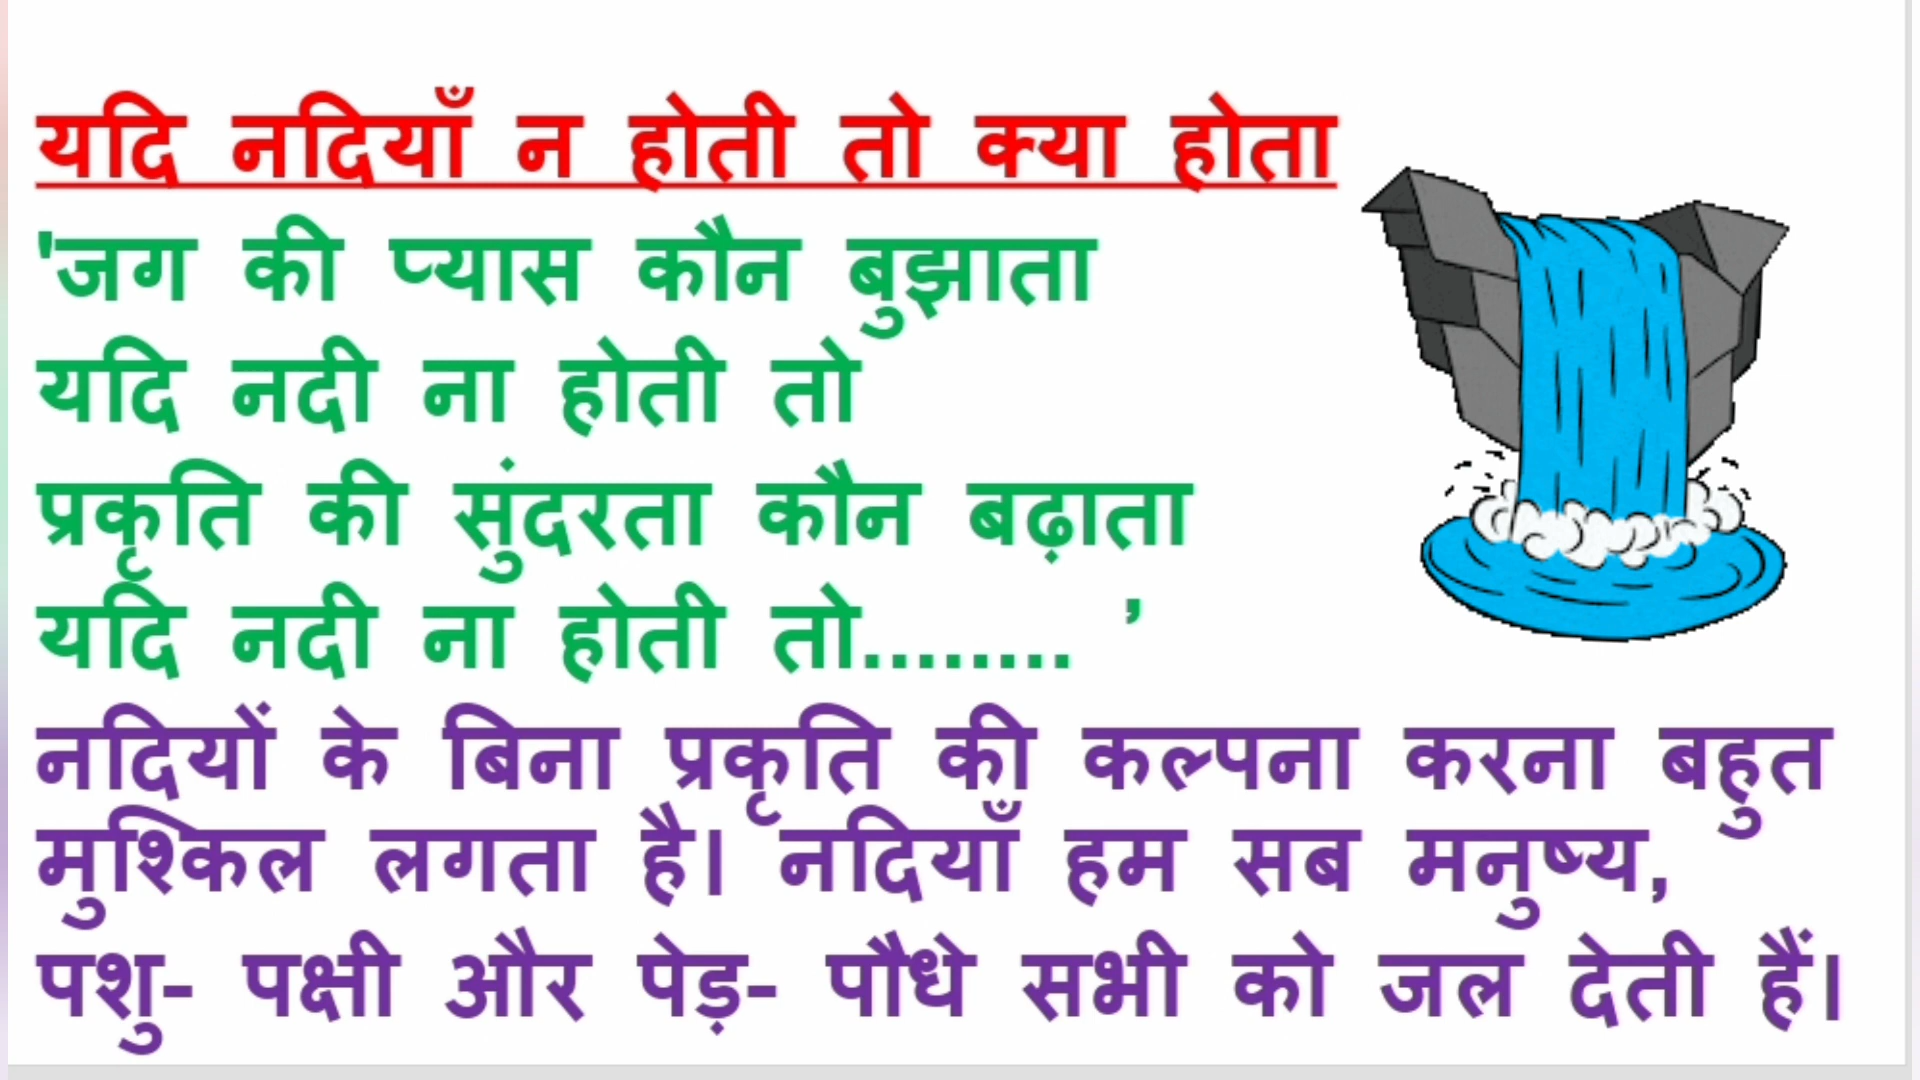 यदि नदियाँ न होती तो क्या होता
'जग की प्यास कौन बुझाता
यदि नदी ना होती तो
प्रकृति की सुंदरता कौन बढ़ाता
यदि नदी ना होती तो........ ’
नदियों के बिना प्रकृति की कल्पना करना बहुत
मुश्किल लगता है। नदियाँ हम सब मनुष्य,
पशु- पक्षी और पेड़- पौधे सभी को जल देती हैं।